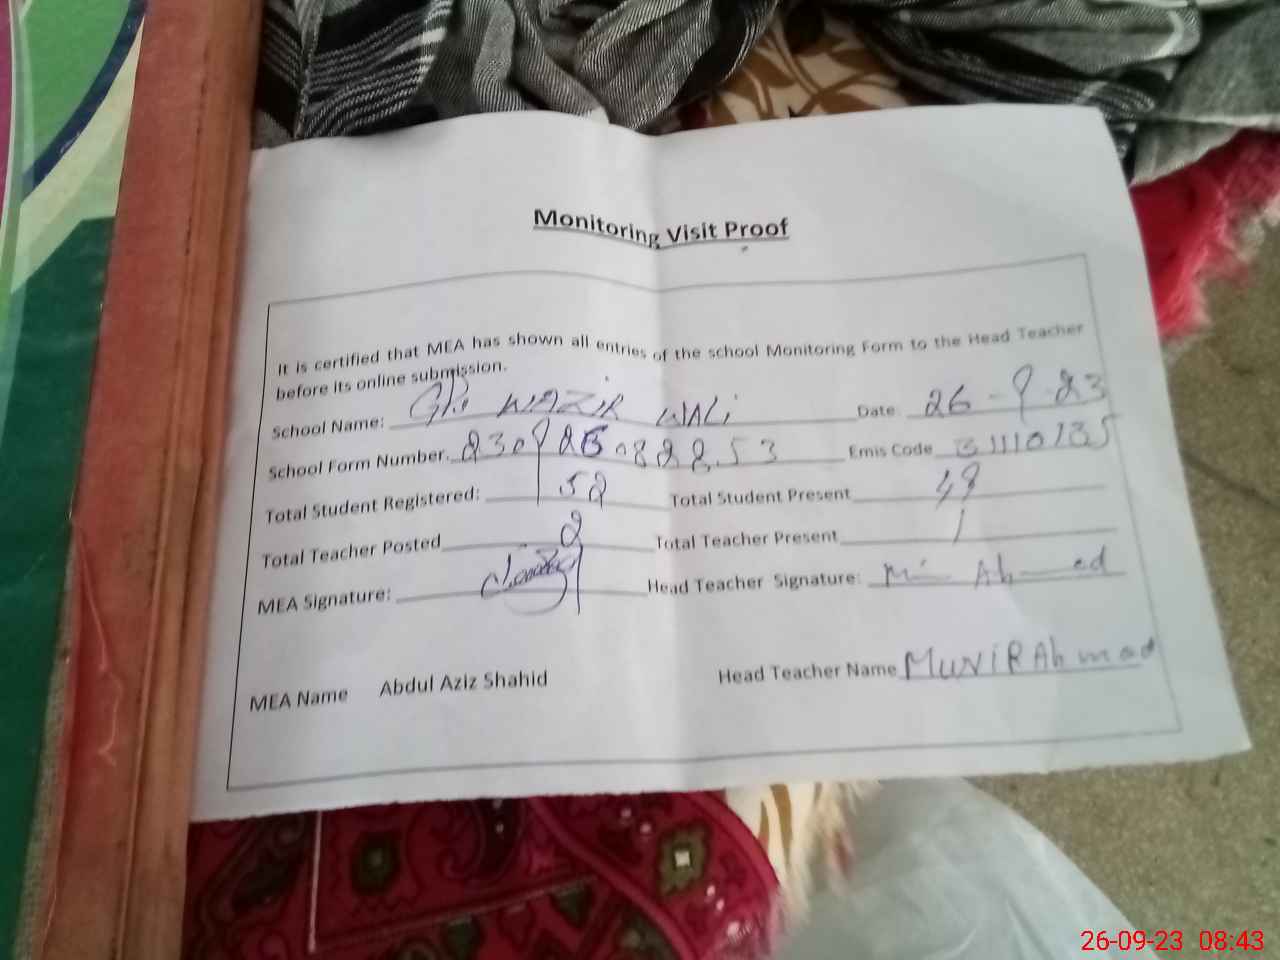 Monitoring Visit Proof
It is certified that MEA has shown all entries of the school Monitoring Form to the Head Teacher
before its online submission.
School Name: GPS WAZIR WALI Date 26-9-23
School Form Number. 230926082853 Emis Code 31110135
Total Student Registered: 52 Total Student Present 49
Total Teacher Posted 2 Total Teacher Present 1
MEA Signature: Head Teacher Signature: Ahmad
MEA Name Abdul Aziz Shahid Head Teacher Name MUNIR Ahmad
26-09-23 08:43